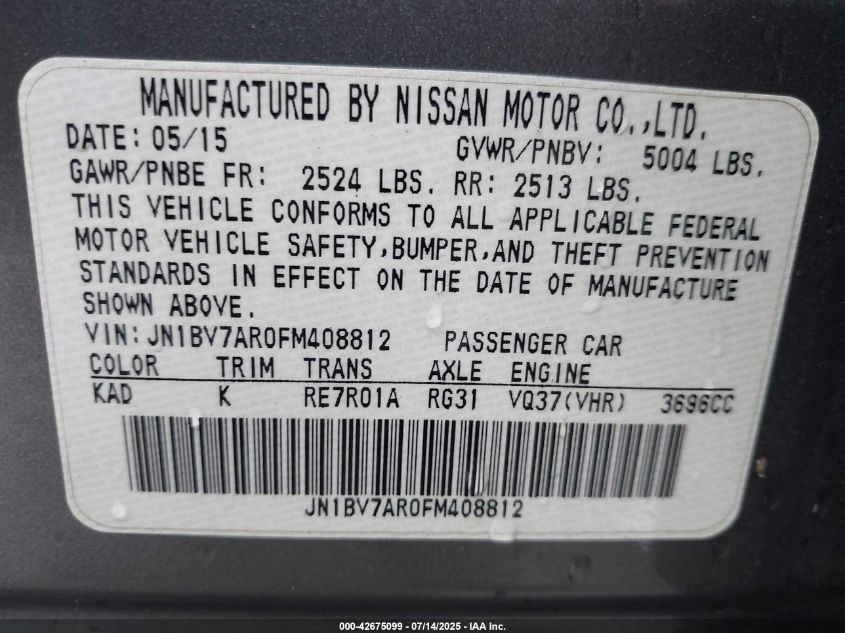 MANUFACTURED BY NISSAN MOTOR CO.,LTD.
DATE: 05/15 GVWR/PNBV: 5004 LBS.
GAWR/PNBE FR: 2524 LBS. RR: 2513 LBS.
THIS VEHICLE CONFORMS TO ALL APPLICABLE FEDERAL
MOTOR VEHICLE SAFETY,BUMPER,AND THEFT PREVENTION
STANDARDS IN EFFECT ON THE DATE OF MANUFACTURE
SHOWN ABOVE.
VIN: JN1BV7AR0FM408812 PASSENGER CAR
COLOR TRIM TRANS AXLE ENGINE
KAD K RE7R01A RG31 VQ37(VHR) 3696CC
JN1BV7AR0FM408812
000-42675099 - 07/14/2025 - IAA Inc.